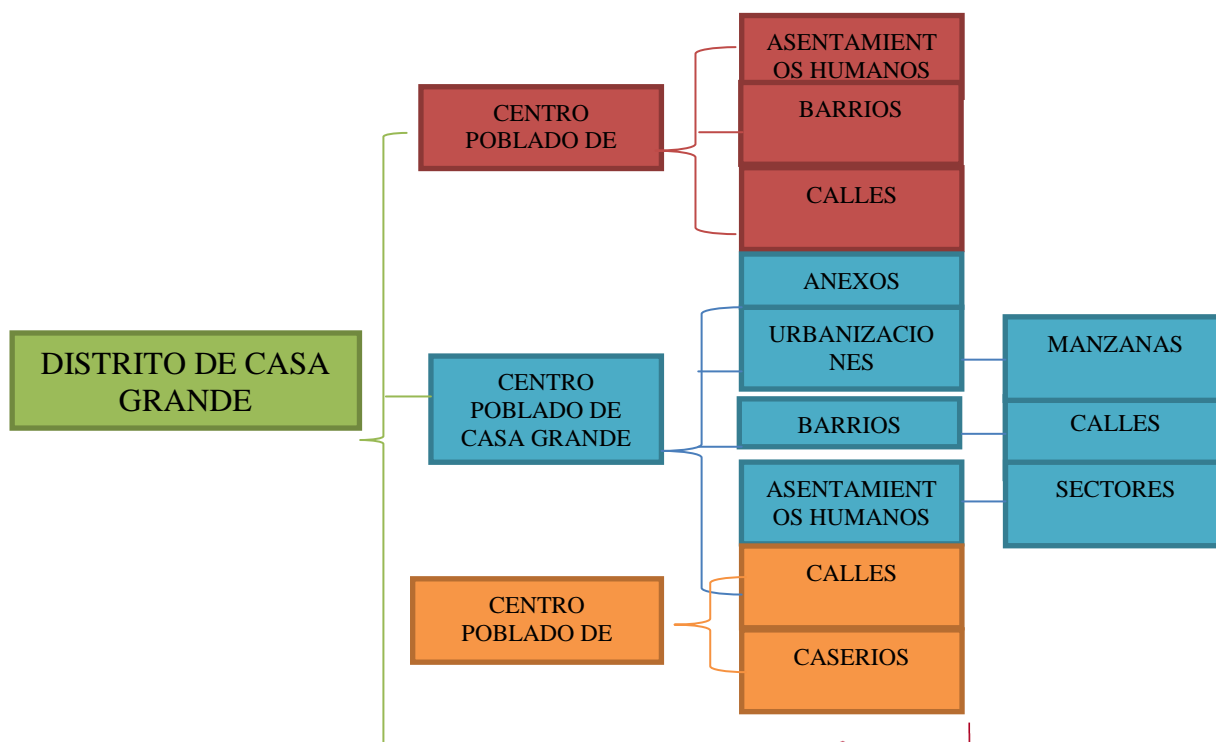 ASENTAMIENT
OS HUMANOS
CENTRO
POBLADO DE
BARRIOS
CALLES
ANEXOS
DISTRITO DE CASA
GRANDE
CENTRO
POBLADO DE
CASA GRANDE
URBANIZACIO
NES
MANZANAS
BARRIOS
CALLES
ASENTAMIENT
OS HUMANOS
SECTORES
CENTRO
POBLADO DE
CALLES
CASERIOS